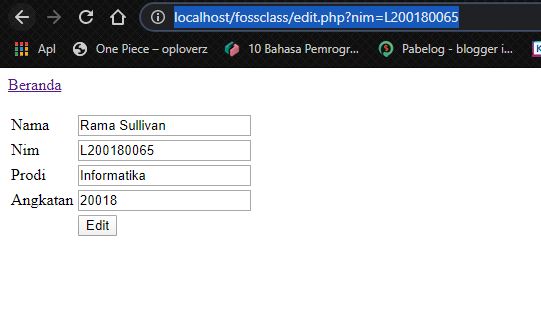 localhost/fossclass/edit.php?nim=L200180065
Apl One Piece – oploverz 10 Bahasa Pemrogr... Pabelog - blogger i... K
Beranda
Nama Rama Sullivan
Nim L200180065
Prodi Informatika
Angkatan 20018
Edit